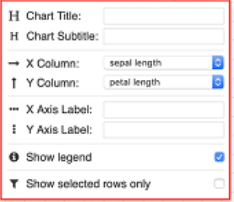 Chart Title:
Chart Subtitle:
X Column: sepal length
Y Column: petal length
X Axis Label:
Y Axis Label:
Show legend
Show selected rows only